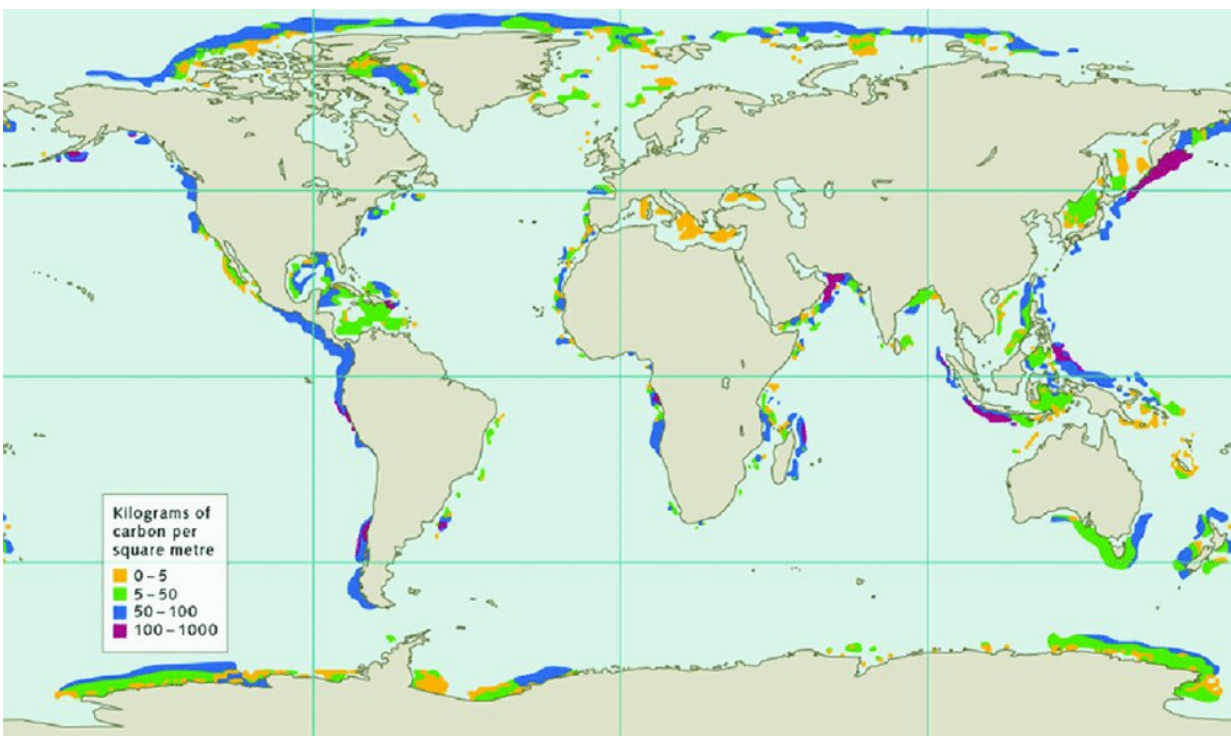 Kilograms of
carbon per
square metre
0 – 5
5 – 50
50 – 100
100 – 1000